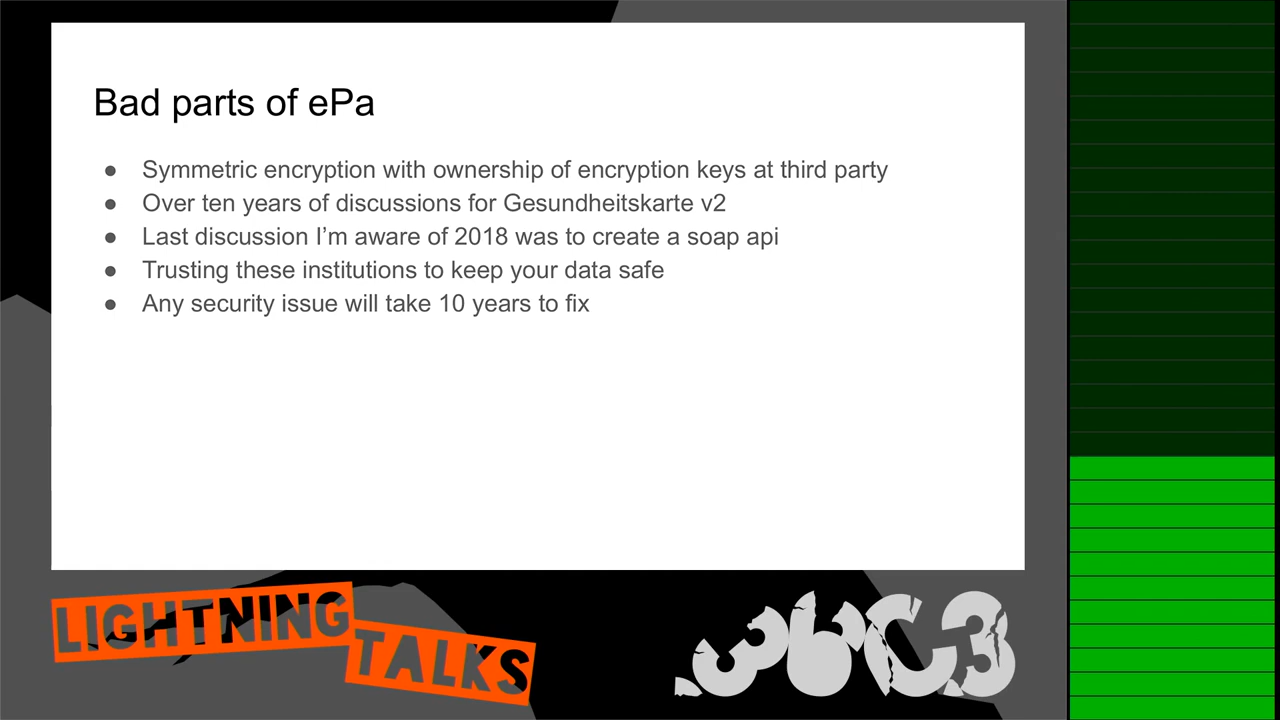 Bad parts of ePa
● Symmetric encryption with ownership of encryption keys at third party
● Over ten years of discussions for Gesundheitskarte v2
● Last discussion I’m aware of 2018 was to create a soap api
● Trusting these institutions to keep your data safe
● Any security issue will take 10 years to fix
LIGHTNING
TALKS
36C3